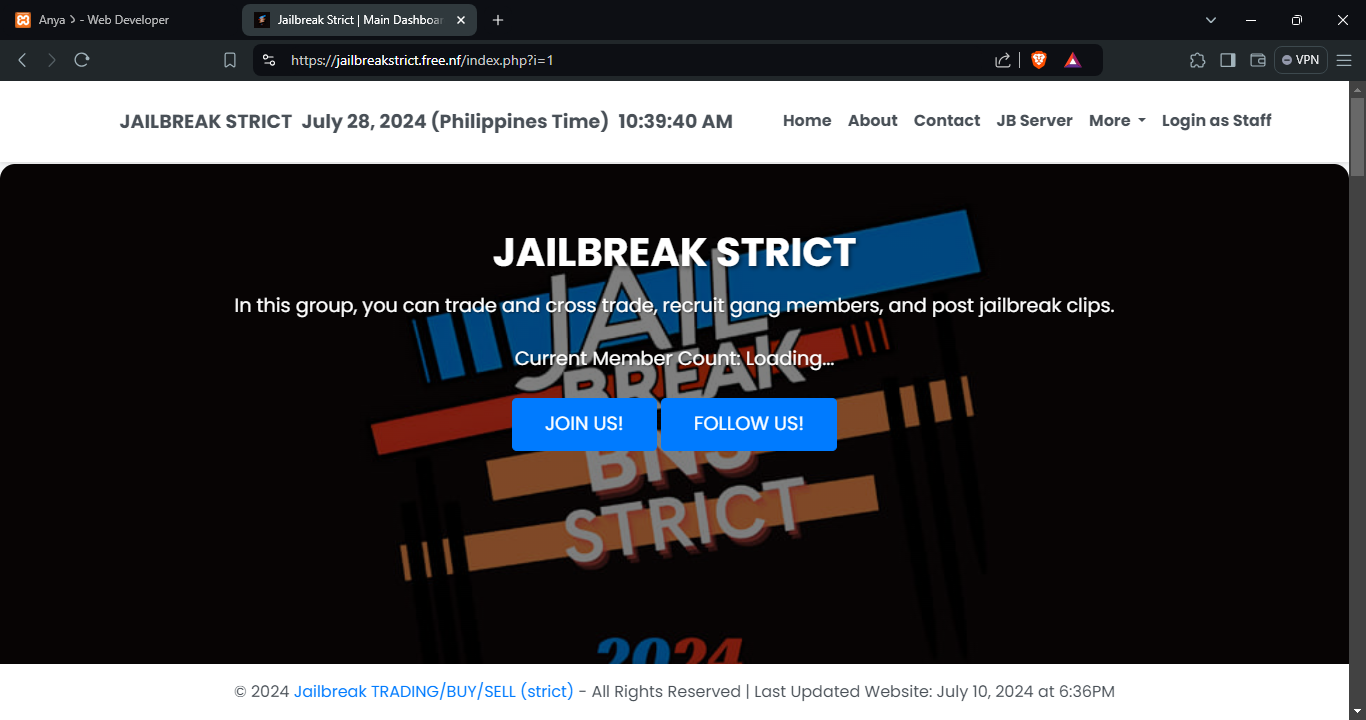 Anya > - Web Developer
Jailbreak Strict | Main Dashboar
https://jailbreakstrict.free.nf/index.php?i=1
VPN
JAILBREAK STRICT July 28, 2024 (Philippines Time) 10:39:40 AM
Home About Contact JB Server More Login as Staff
JAILBREAK STRICT
In this group, you can trade and cross trade, recruit gang members, and post jailbreak clips.
Current Member Count: Loading...
JOIN US! FOLLOW US!
JAIL
BREAK
BNS
STRICT
2024
© 2024 Jailbreak TRADING/BUY/SELL (strict) - All Rights Reserved | Last Updated Website: July 10, 2024 at 6:36PM